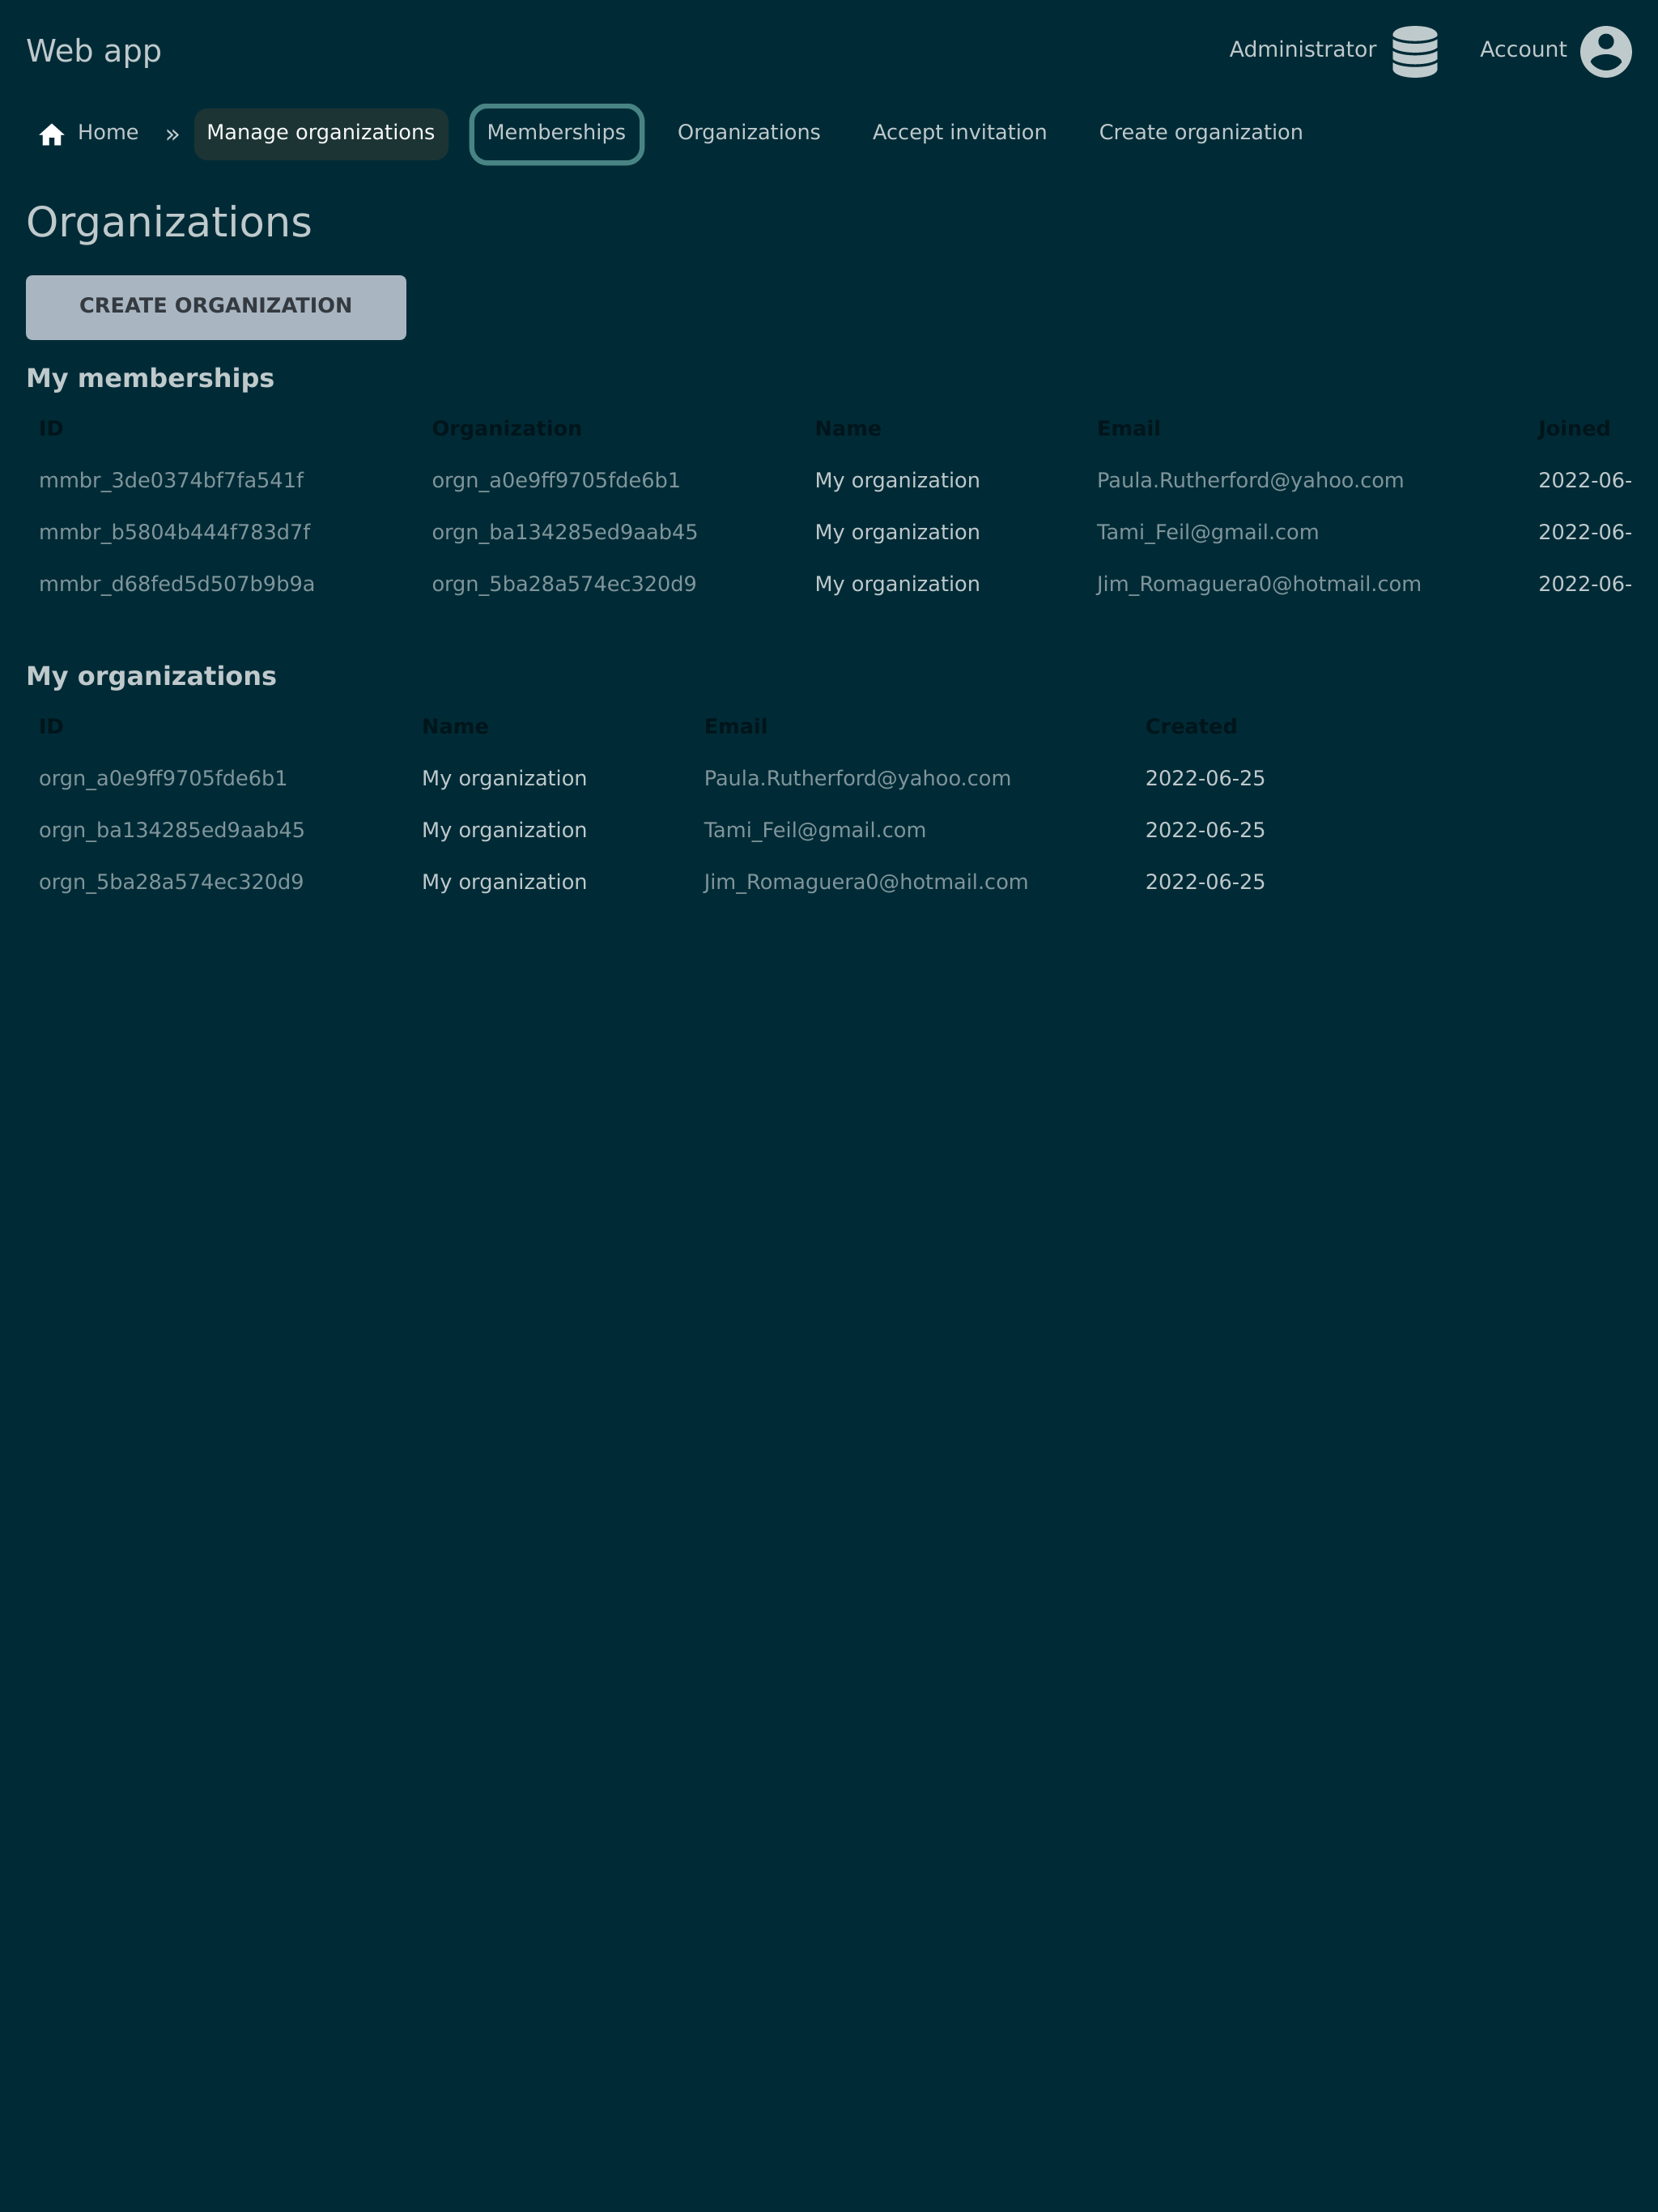 Web app Administrator Account
Home » Manage organizations Memberships Organizations Accept invitation Create organization
Organizations
CREATE ORGANIZATION
My memberships
ID Organization Name Email Joined
mmbr_3de0374bf7fa541f orgn_a0e9ff9705fde6b1 My organization Paula.Rutherford@yahoo.com 2022-06-
mmbr_b5804b444f783d7f orgn_ba134285ed9aab45 My organization Tami_Feil@gmail.com 2022-06-
mmbr_d68fed5d507b9b9a orgn_5ba28a574ec320d9 My organization Jim_Romaguera0@hotmail.com 2022-06-
My organizations
ID Name Email Created
orgn_a0e9ff9705fde6b1 My organization Paula.Rutherford@yahoo.com 2022-06-25
orgn_ba134285ed9aab45 My organization Tami_Feil@gmail.com 2022-06-25
orgn_5ba28a574ec320d9 My organization Jim_Romaguera0@hotmail.com 2022-06-25